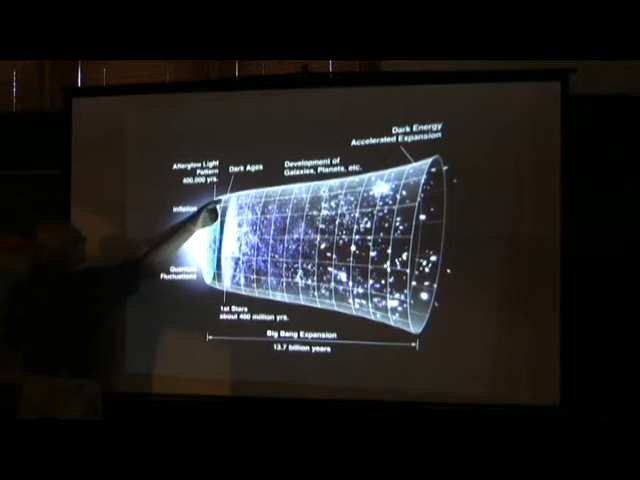 Dark Energy
Accelerated Expansion
Afterglow Light
Pattern
400,000 yrs.
Dark Ages
Development of
Galaxies, Planets, etc.
Inflation
Quantum
Fluctuations
1st Stars
about 400 million yrs.
Big Bang Expansion
13.7 billion years